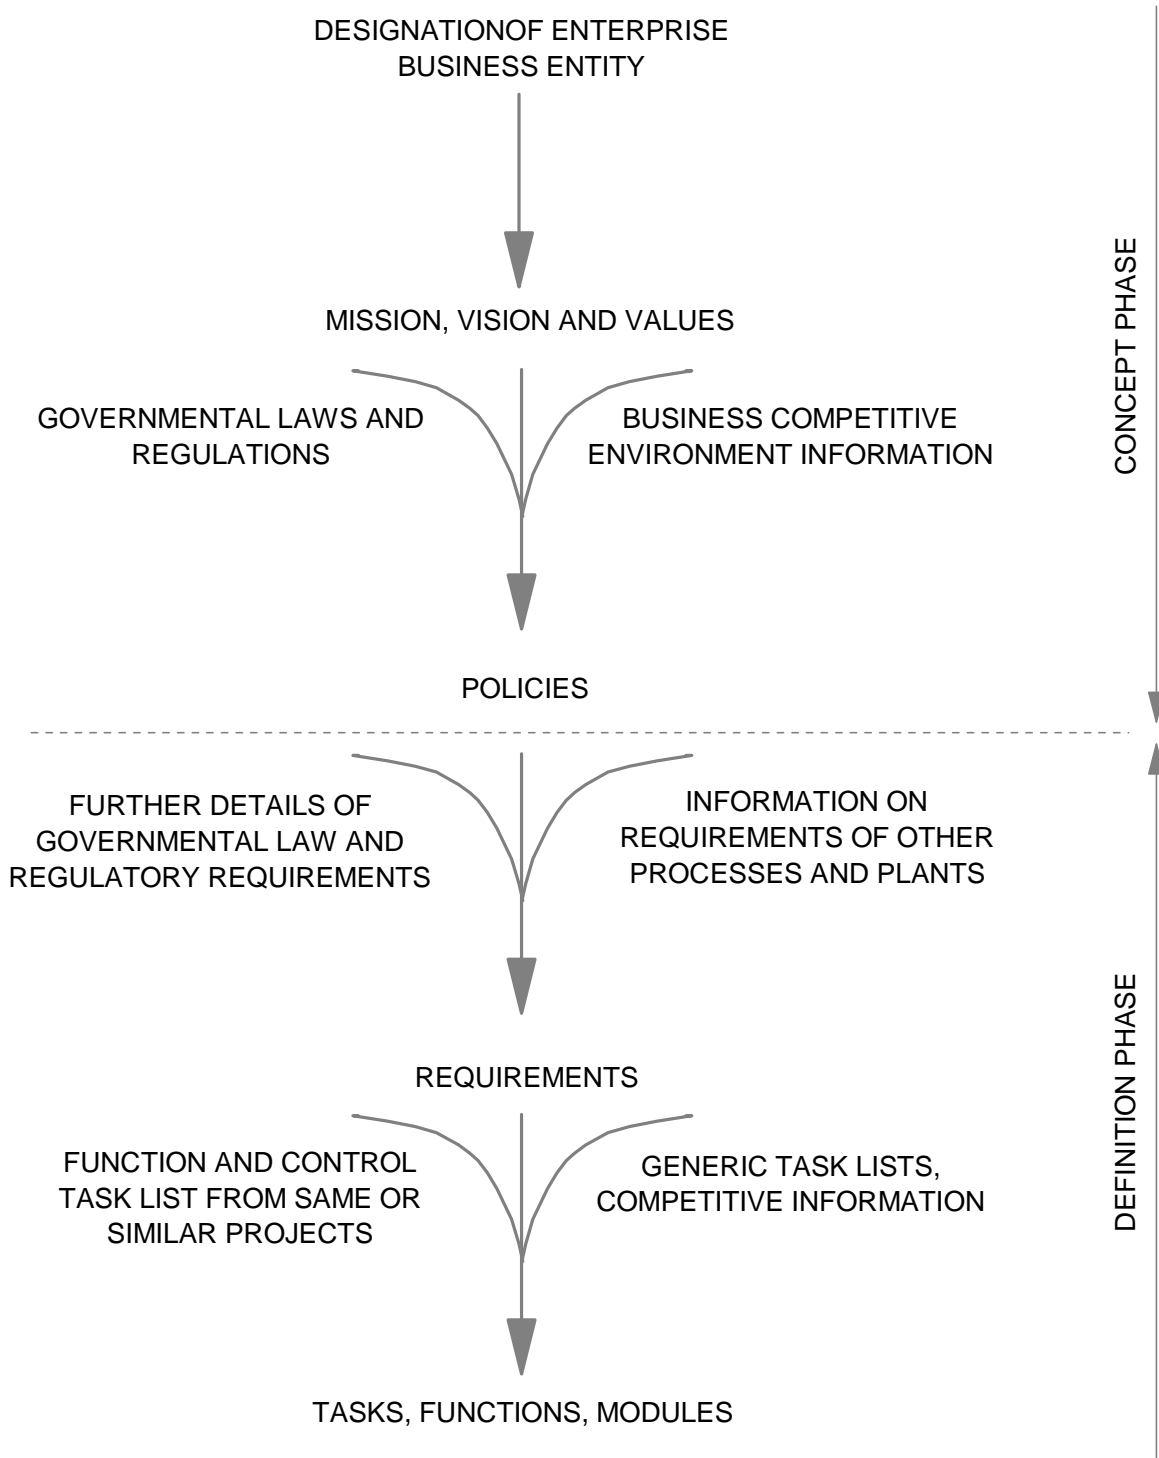 DESIGNATIONOF ENTERPRISE
BUSINESS ENTITY
MISSION, VISION AND VALUES
GOVERNMENTAL LAWS AND
REGULATIONS
BUSINESS COMPETITIVE
ENVIRONMENT INFORMATION
CONCEPT PHASE
POLICIES
FURTHER DETAILS OF
GOVERNMENTAL LAW AND
REGULATORY REQUIREMENTS
INFORMATION ON
REQUIREMENTS OF OTHER
PROCESSES AND PLANTS
REQUIREMENTS
DEFINITION PHASE
FUNCTION AND CONTROL
TASK LIST FROM SAME OR
SIMILAR PROJECTS
GENERIC TASK LISTS,
COMPETITIVE INFORMATION
TASKS, FUNCTIONS, MODULES